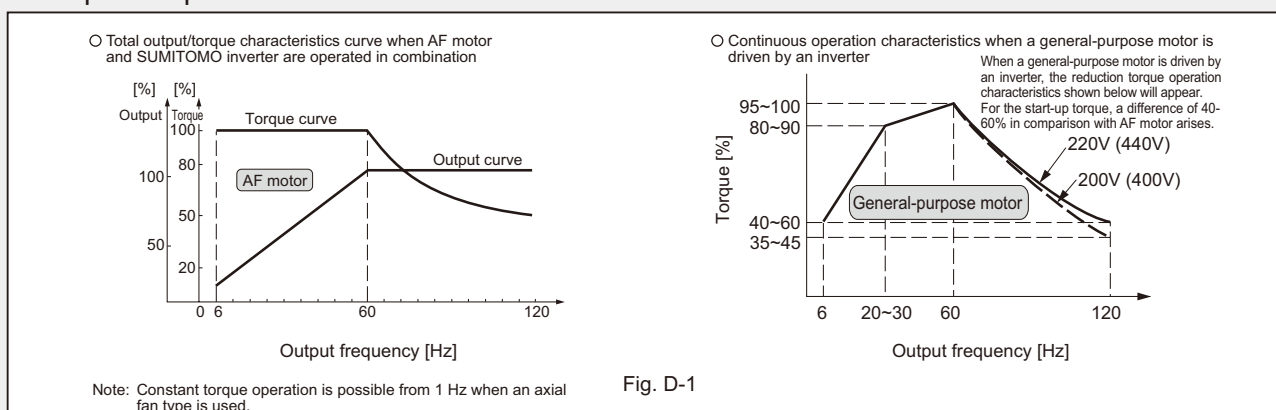 ○ Total output/torque characteristics curve when AF motor
and SUMITOMO inverter are operated in combination
[%] [%]
Output Torque
100
80
50
20
100
50
Torque curve
Output curve
AF motor
0 6 60 120
Output frequency [Hz]
Note: Constant torque operation is possible from 1 Hz when an axial
fan type is used.
○ Continuous operation characteristics when a general-purpose motor is
driven by an inverter
When a general-purpose motor is driven by
an inverter, the reduction torque operation
characteristics shown below will appear.
For the start-up torque, a difference of 40-
60% in comparison with AF motor arises.
Torque [%]
95~100
80~90
40~60
35~45
220V (440V)
200V (400V)
General-purpose motor
6 20~30 60 120
Output frequency [Hz]
Fig. D-1